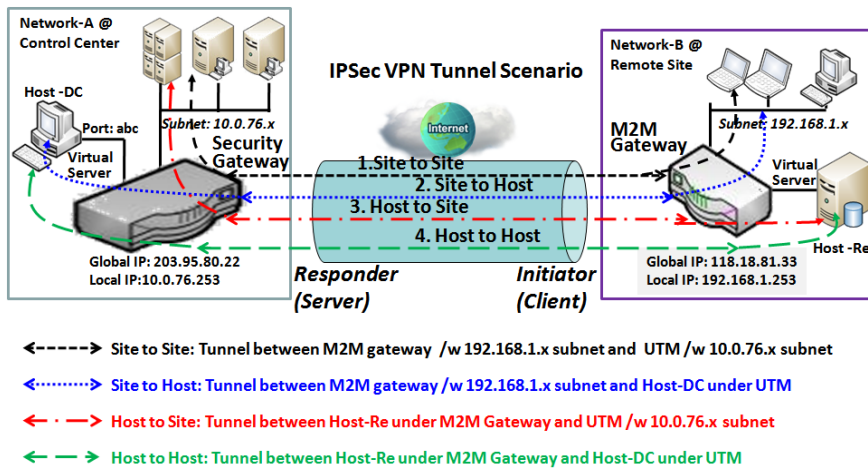 Network-A @
Control Center
Host -DC
Port: abc
Virtual
Server
Subnet: 10.0.76.x
Security
Gateway
Global IP: 203.95.80.22
Local IP:10.0.76.253
IPSec VPN Tunnel Scenario
Internet
1.Site to Site
2. Site to Host
3. Host to Site
4. Host to Host
Responder
(Server)
Initiator
(Client)
Network-B @
Remote Site
Subnet: 192.168.1.x
M2M
Gateway
Virtual
Server
Host -Re
Global IP: 118.18.81.33
Local IP: 192.168.1.253
Site to Site: Tunnel between M2M gateway /w 192.168.1.x subnet and UTM /w 10.0.76.x subnet
Site to Host: Tunnel between M2M gateway /w 192.168.1.x subnet and Host-DC under UTM
Host to Site: Tunnel between Host-Re under M2M Gateway and UTM /w 10.0.76.x subnet
Host to Host: Tunnel between Host-Re under M2M Gateway and Host-DC under UTM